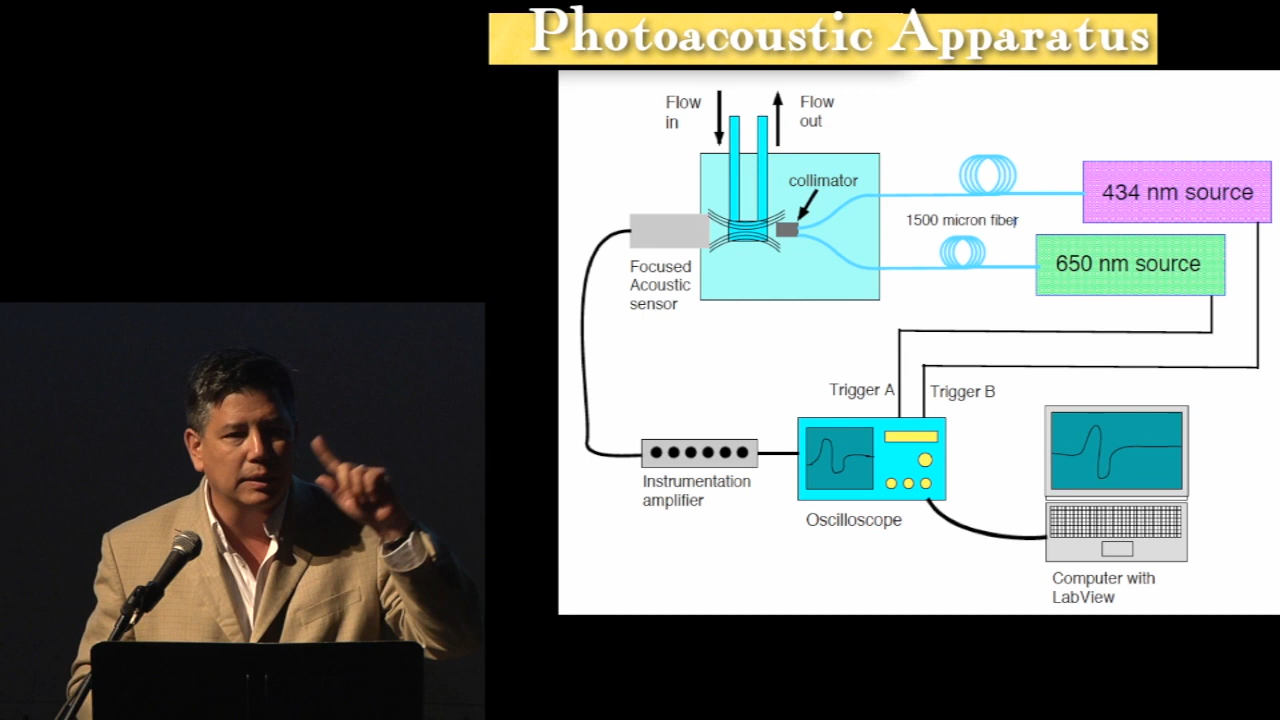 Photoacoustic Apparatus
Flow
in
Flow
out
collimator
434 nm source
1500 micron fiber
650 nm source
Focused
Acoustic
sensor
Trigger A
Trigger B
Instrumentation
amplifier
Oscilloscope
Computer with
LabView